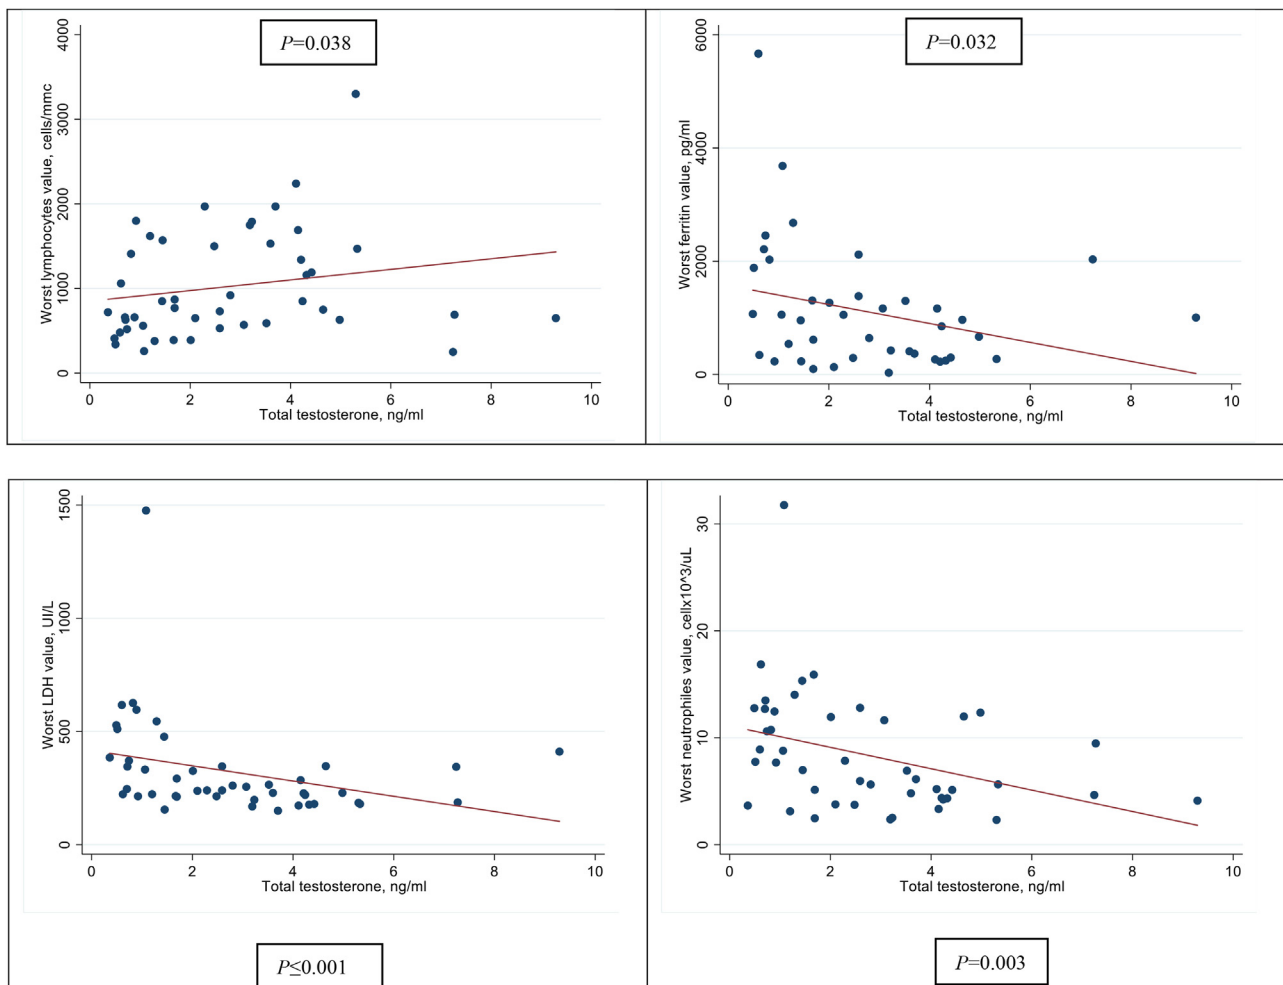 P=0.038
Worst lymphocytes value, cells/mmc
4000
3000
2000
1000
0
0 2 4 6 8 10
Total testosterone, ng/ml
P=0.032
Worst ferritin value, pg/ml
6000
4000
2000
0
0 2 4 6 8 10
Total testosterone, ng/ml
Worst LDH value, UI/L
1500
1000
500
0
0 2 4 6 8 10
Total testosterone, ng/ml
P≤0.001
Worst neutrophiles value, cellx10^3/uL
30
20
10
0
0 2 4 6 8 10
Total testosterone, ng/ml
P=0.003